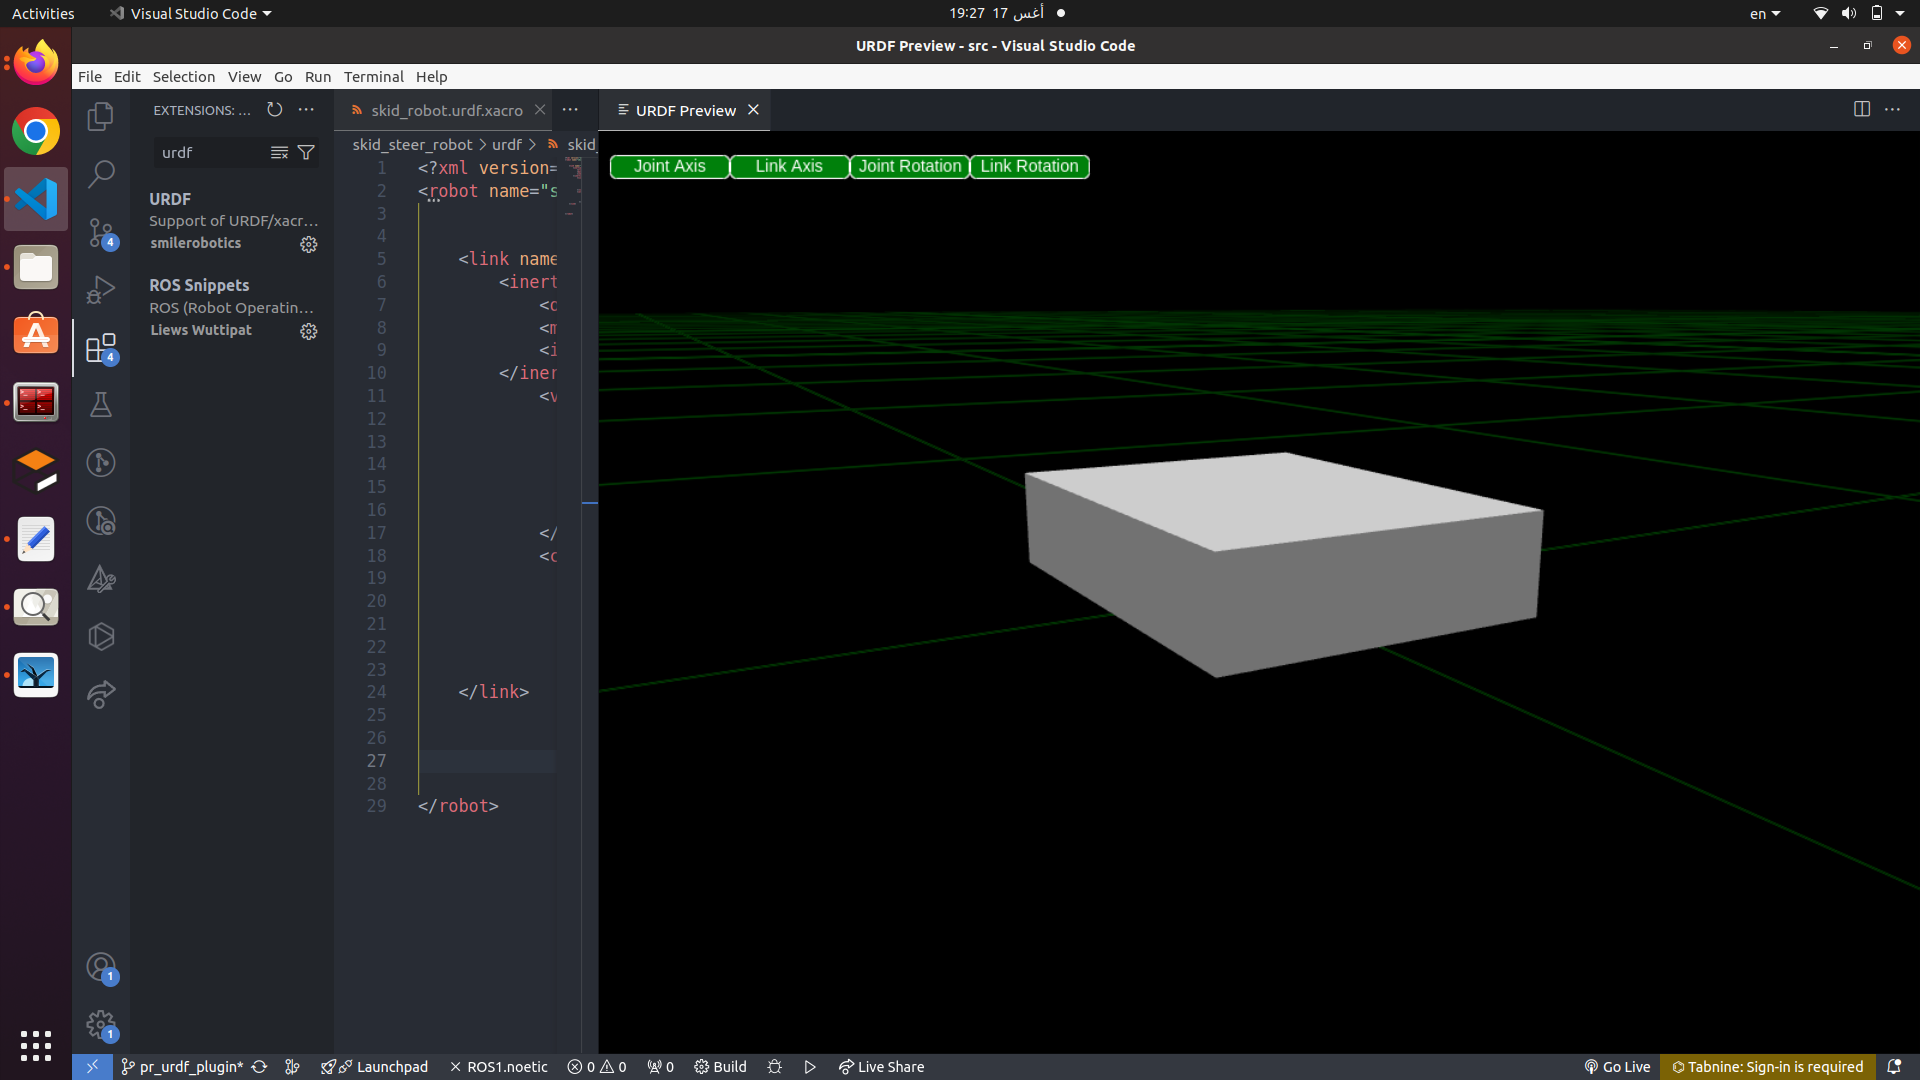 Activities
Visual Studio Code
19:27 17 أغس
en
URDF Preview - src - Visual Studio Code
File Edit Selection View Go Run Terminal Help
EXTENSIONS: ...
urdf
URDF
Support of URDF/xacr...
smilerobotics
ROS Snippets
ROS (Robot Operatin...
Liews Wuttipat
4
4
1
1
skid_robot.urdf.xacro
skid_steer_robot > urdf > skid_
1 <?xml version=
2 <robot name="s
3
4
5 <link name
6 <inert
7 <
8 <m
9 <i
10 </iner
11 <v
12
13
14
15
16
17 </
18 <
19
20
21
22
23
24 </link>
25
26
27
28
29 </robot>
URDF Preview
Joint Axis Link Axis Joint Rotation Link Rotation
pr_urdf_plugin* Launchpad ROS1.noetic 0 0 0 Build Live Share Go Live Tabnine: Sign-in is required